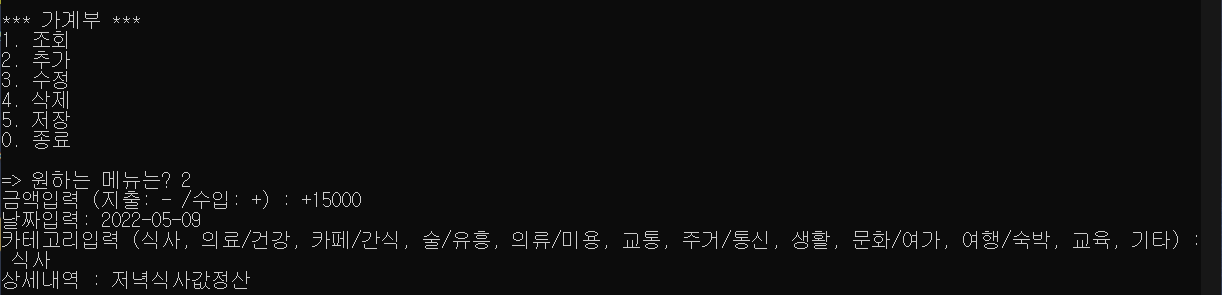 *** 가계부 ***
1. 조회
2. 추가
3. 수정
4. 삭제
5. 저장
0. 종료
=> 원하는 메뉴는? 2
금액입력 (지출: - /수입: +) : +15000
날짜입력: 2022-05-09
카테고리입력 (식사, 의료/건강, 카페/간식, 술/유흥, 의류/미용, 교통, 주거/통신, 생활, 문화/여가, 여행/숙박, 교육, 기타) :
식사
상세내역 : 저녁식사값정산